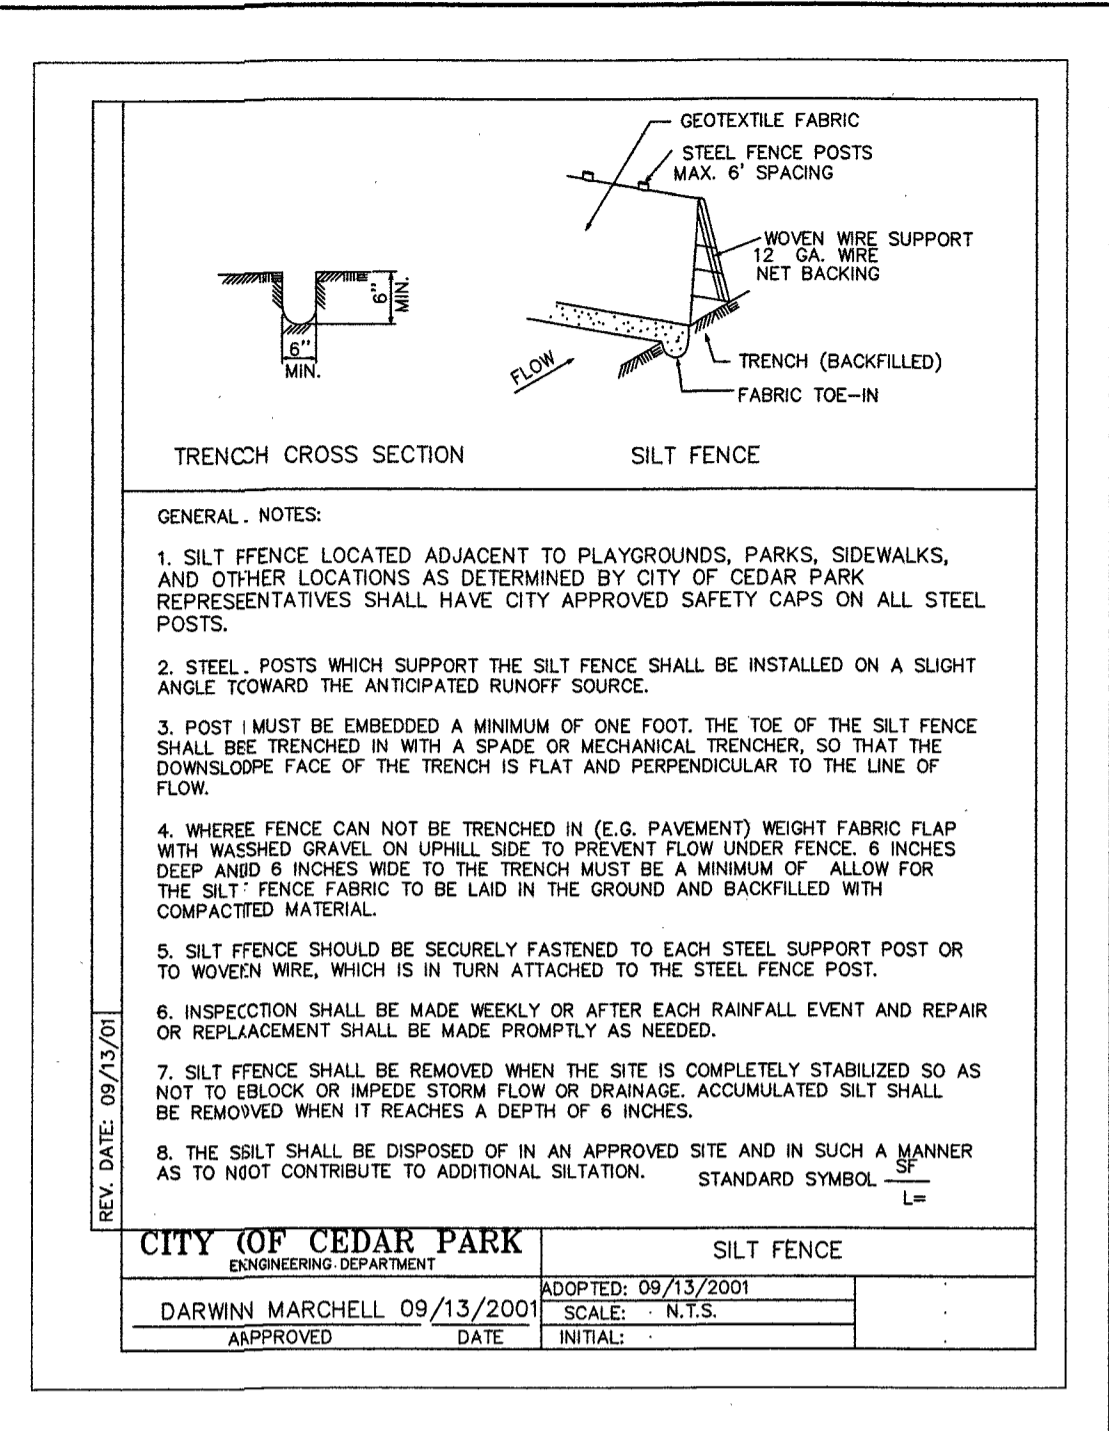 GEOTEXTILE FABRIC
STEEL FENCE POSTS
MAX. 6' SPACING
WOVEN WIRE SUPPORT
12 GA. WIRE
NET BACKING
6" MIN.
6"
MIN.
FLOW
TRENCH (BACKFILLED)
FABRIC TOE-IN
TRENCCH CROSS SECTION
SILT FENCE
GENERAL. NOTES:
1. SILT FFENCE LOCATED ADJACENT TO PLAYGROUNDS, PARKS, SIDEWALKS,
AND OTHER LOCATIONS AS DETERMINED BY CITY OF CEDAR PARK
REPRESEENTATIVES SHALL HAVE CITY APPROVED SAFETY CAPS ON ALL STEEL
POSTS.
2. STEEL. POSTS WHICH SUPPORT THE SILT FENCE SHALL BE INSTALLED ON A SLIGHT
ANGLE TOOWARD THE ANTICIPATED RUNOFF SOURCE.
3. POST MUST BE EMBEDDED A MINIMUM OF ONE FOOT. THE TOE OF THE SILT FENCE
SHALL BEE TRENCHED IN WITH A SPADE OR MECHANICAL TRENCHER, SO THAT THE
DOWNSLOOPE FACE OF THE TRENCH IS FLAT AND PERPENDICULAR TO THE LINE OF
FLOW.
4. WHEREE FENCE CAN NOT BE TRENCHED IN (E.G. PAVEMENT) WEIGHT FABRIC FLAP
WITH WASSHED GRAVEL ON UPHILL SIDE TO PREVENT FLOW UNDER FENCE. 6 INCHES
DEEP ANDD 6 INCHES WIDE TO THE TRENCH MUST BE A MINIMUM OF ALLOW FOR
THE SILT FENCE FABRIC TO BE LAID IN THE GROUND AND BACKFILLED WITH
COMPACTTED MATERIAL.
5. SILT FFENCE SHOULD BE SECURELY FASTENED TO EACH STEEL SUPPORT POST OR
TO WOVEEN WIRE, WHICH IS IN TURN ATTACHED TO THE STEEL FENCE POST.
6. INSPECCTION SHALL BE MADE WEEKLY OR AFTER EACH RAINFALL EVENT AND REPAIR
OR REPLAACEMENT SHALL BE MADE PROMPTLY AS NEEDED.
7. SILT FFENCE SHALL BE REMOVED WHEN THE SITE IS COMPLETELY STABILIZED SO AS
NOT TO BBLOCK OR IMPEDE STORM FLOW OR DRAINAGE. ACCUMULATED SILT SHALL
BE REMOVVED WHEN IT REACHES A DEPTH OF 6 INCHES.
8. THE SSILT SHALL BE DISPOSED OF IN AN APPROVED SITE AND IN SUCH A MANNER
AS TO NOOT CONTRIBUTE TO ADDITIONAL SILTATION.
STANDARD SYMBOL SF
L=
REV. DATE: 09/13/01
CITY (OF CEDAR PARK
ENNGINEERING DEPARTMENT
SILT FENCE
DARWINN MARCHELL 09/13/2001
AAPPROVED DATE
ADOPTED: 09/13/2001
SCALE: N.T.S.
INITIAL: